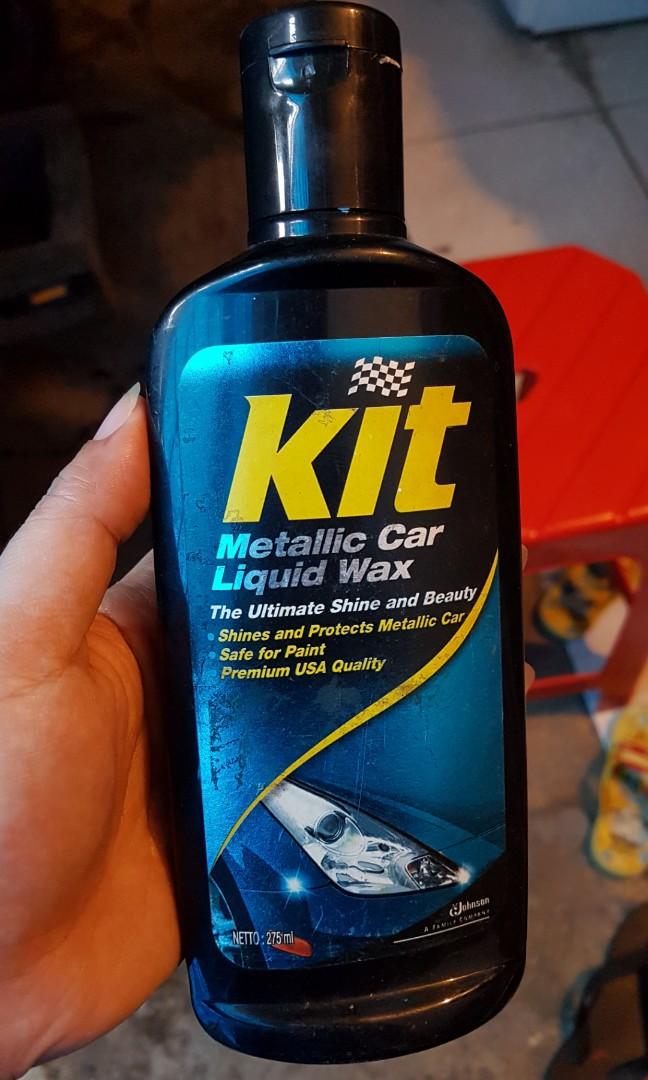 kit
Metallic Car
Liquid Wax
The Ultimate Shine and Beauty
Shines and Protects Metallic Car
Safe for Paint
Premium USA Quality
Johnson
A FAMILY COMPANY
NETTO : 275 ml